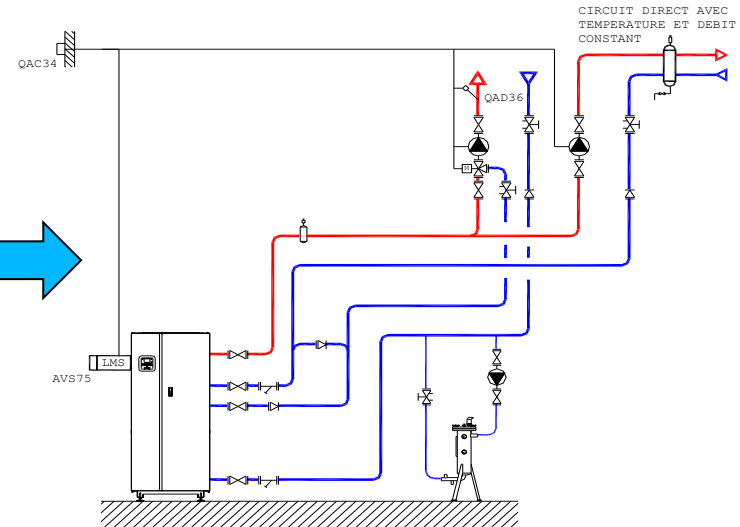 CIRCUIT DIRECT AVEC
TEMPERATURE ET DEBIT
CONSTANT
QAC34
QAD36
M
LMS
AVS75